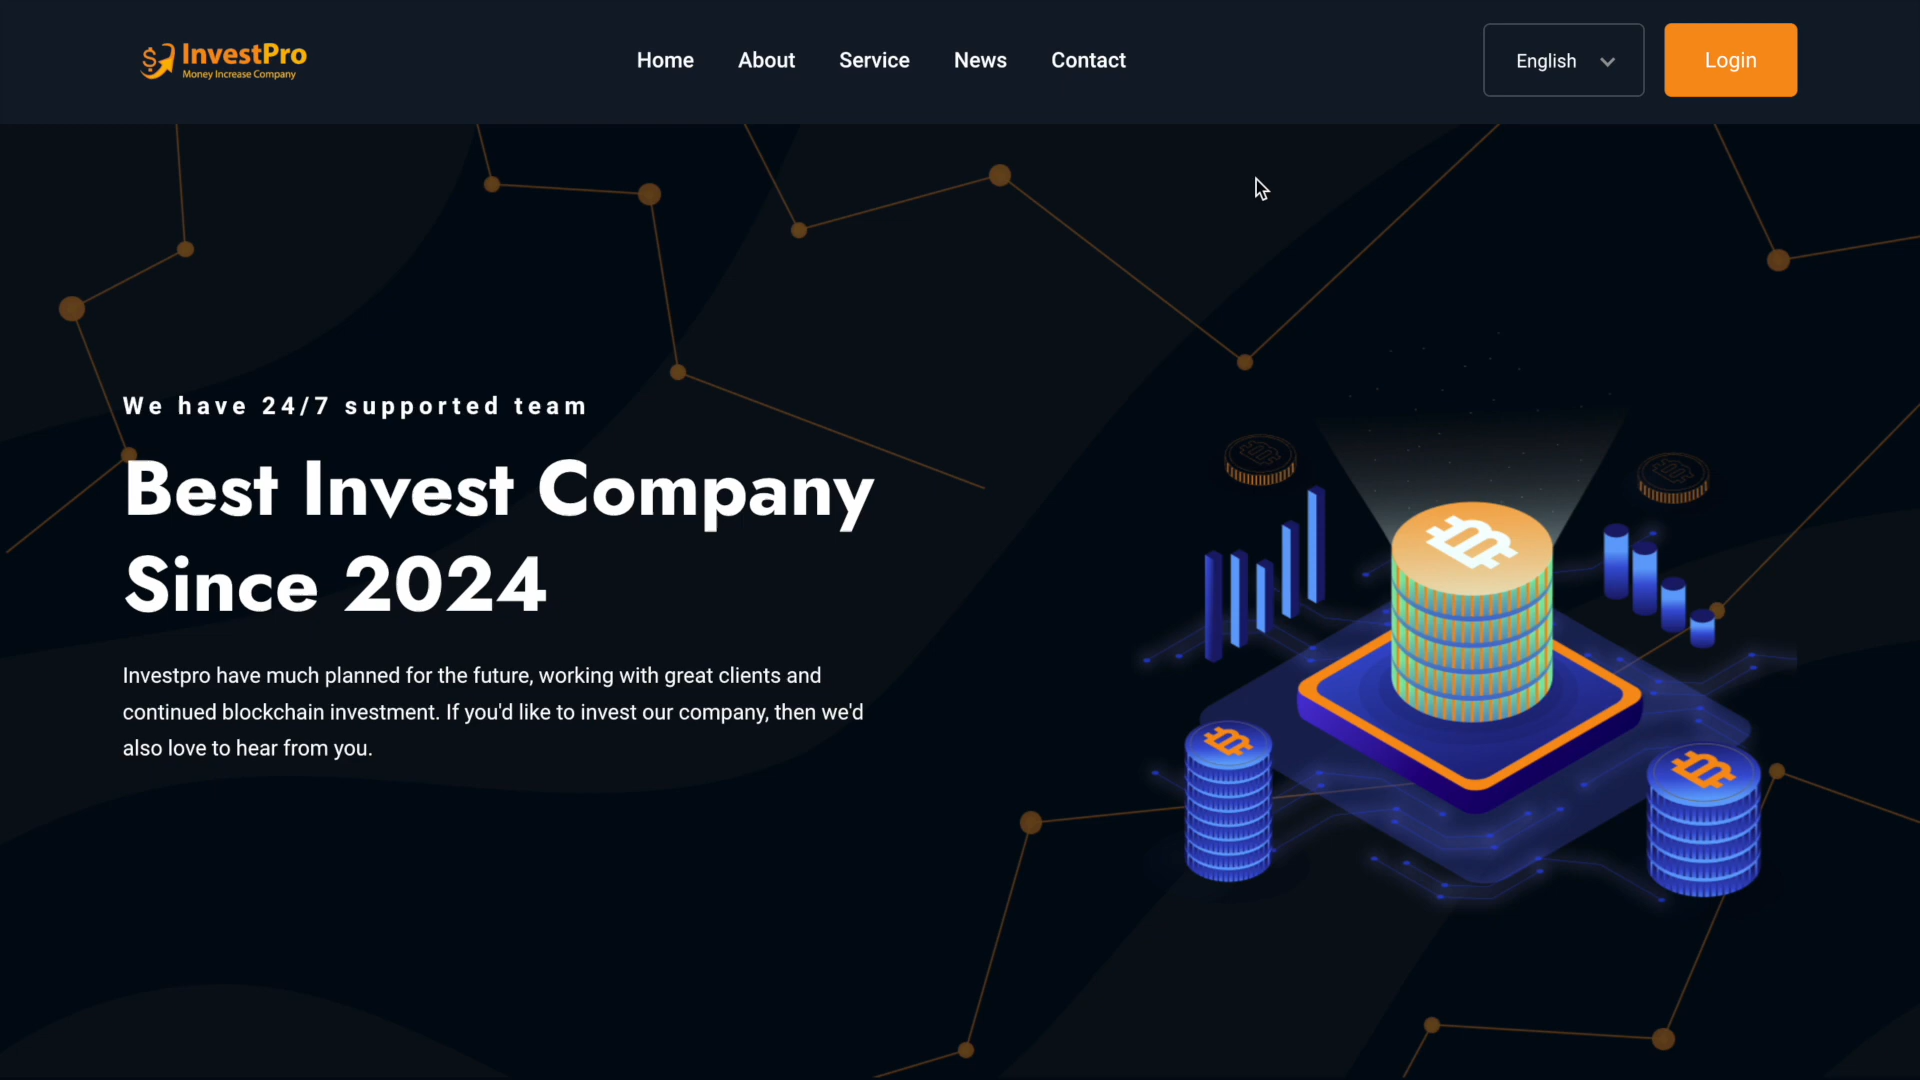 InvestPro
Money Increase Company
Home About Service News Contact
English
Login
We have 24/7 supported team
Best Invest Company
Since 2024
Investpro have much planned for the future, working with great clients and
continued blockchain investment. If you'd like to invest our company, then we'd
also love to hear from you.